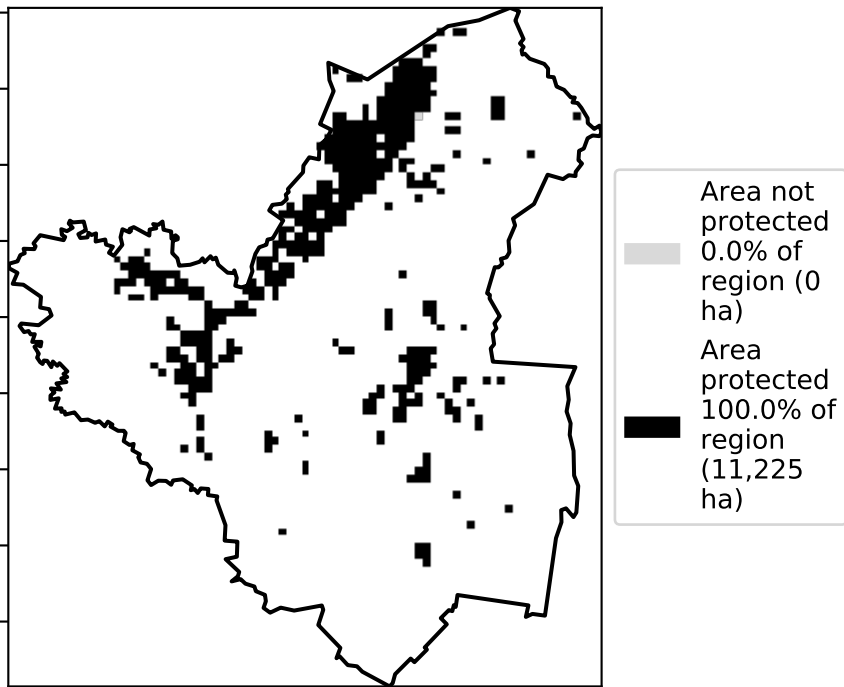 Area not
protected
0.0% of
region (0
ha)
Area
protected
100.0% of
region
(11,225
ha)